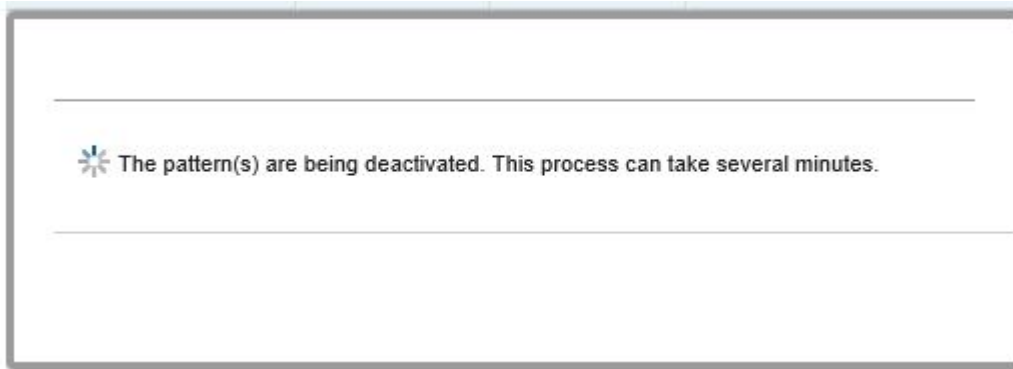 The pattern(s) are being deactivated. This process can take several minutes.